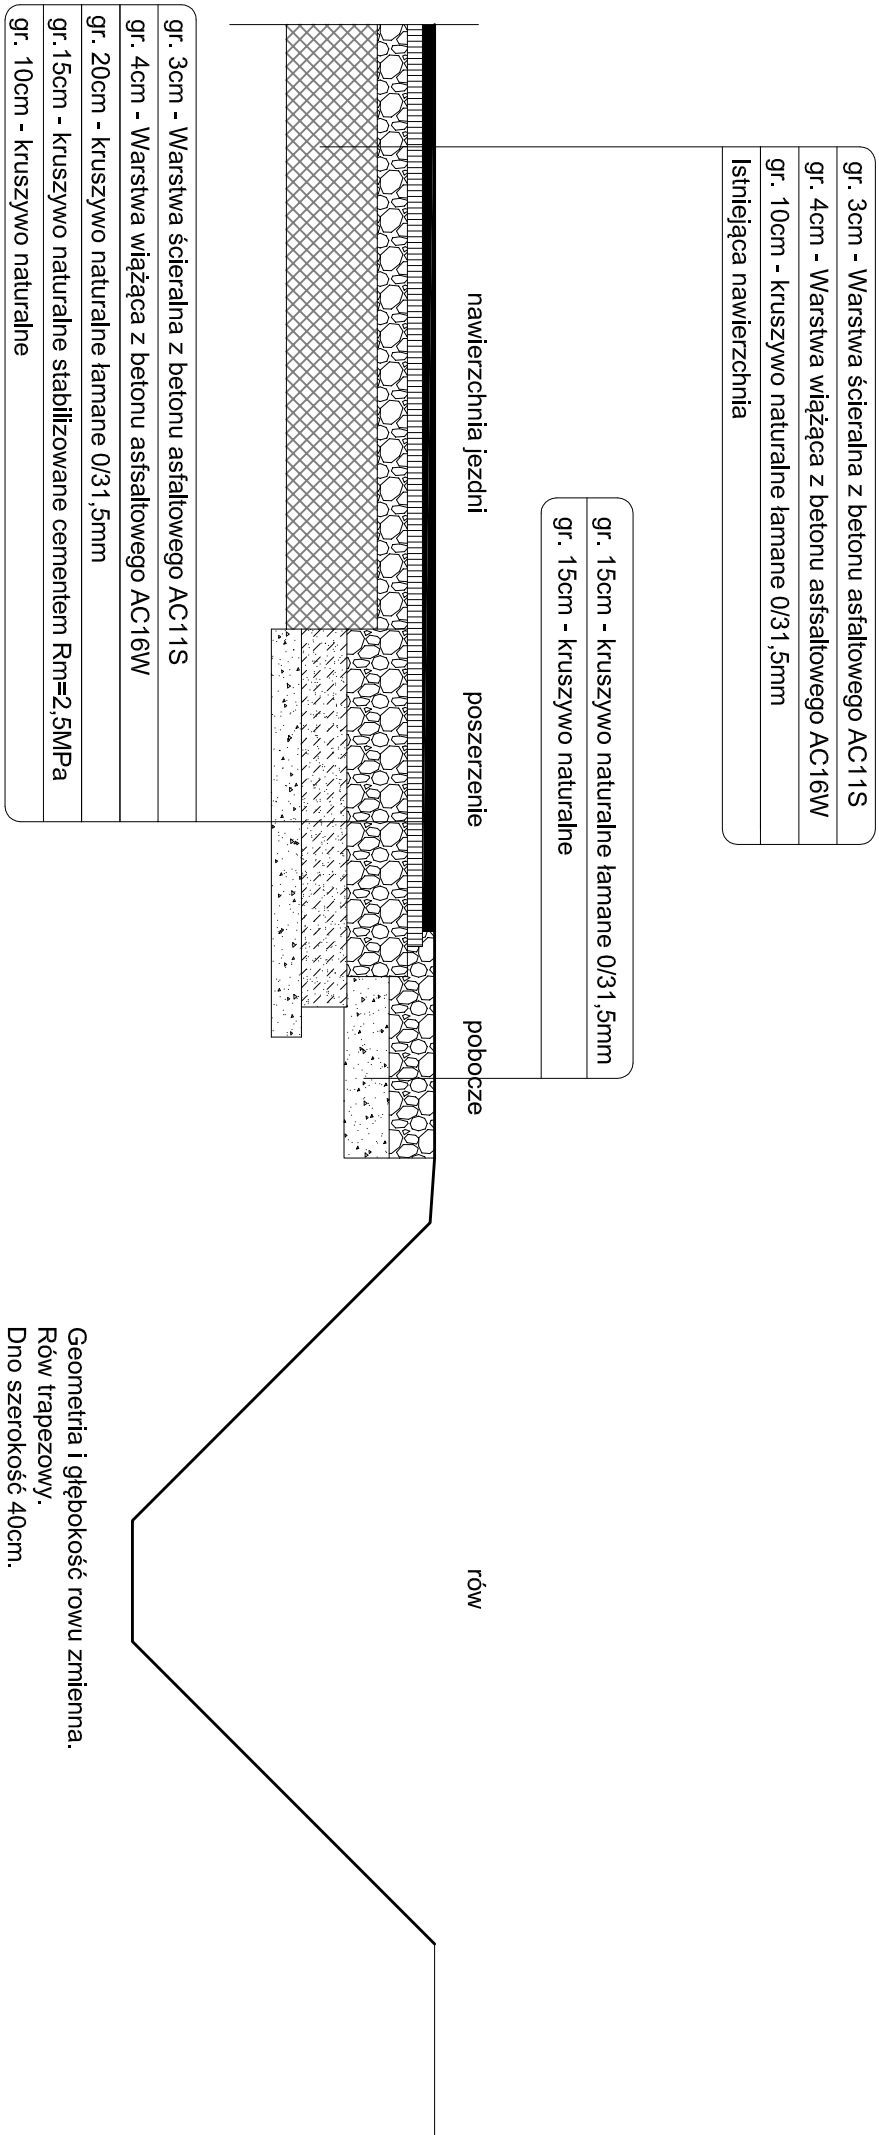 gr. 3cm - Warstwa ścieralna z betonu asfaltowego AC11S
gr. 4cm - Warstwa wiążąca z betonu asfsaltowego AC16W
gr. 10cm - kruszywo naturalne łamane 0/31,5mm
Istniejąca nawierzchnia
gr. 15cm - kruszywo naturalne łamane 0/31,5mm
gr. 15cm - kruszywo naturalne
nawierzchnia jezdni
poszerzenie
pobocze
rów
gr. 3cm - Warstwa ścieralna z betonu asfaltowego AC11S
gr. 4cm - Warstwa wiążąca z betonu asfsaltowego AC16W
gr. 20cm - kruszywo naturalne łamane 0/31,5mm
gr.15cm - kruszywo naturalne stabilizowane cementem Rm=2,5MPa
gr. 10cm - kruszywo naturalne
Geometria i głębokość rowu zmienna.
Rów trapezowy.
Dno szerokość 40cm.